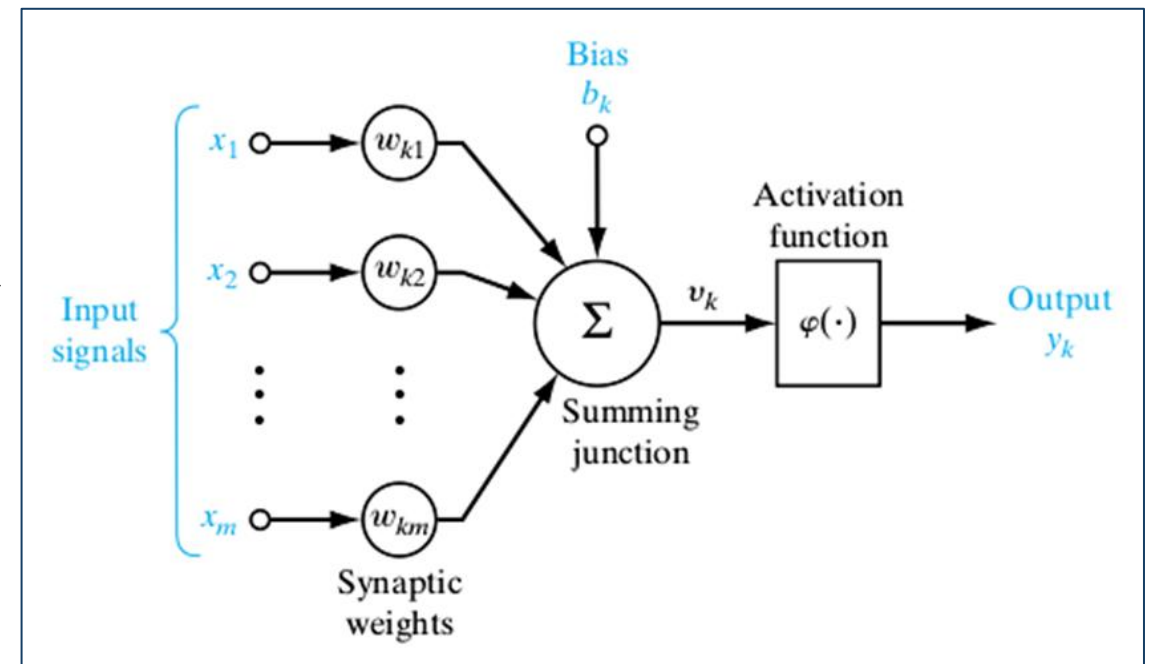 Bias
b_k
x_1
w_k1
Activation
function
x_2
w_k2
Input
signals
Σ
v_k
φ(·)
Output
y_k
Summing
junction
x_m
w_km
Synaptic
weights